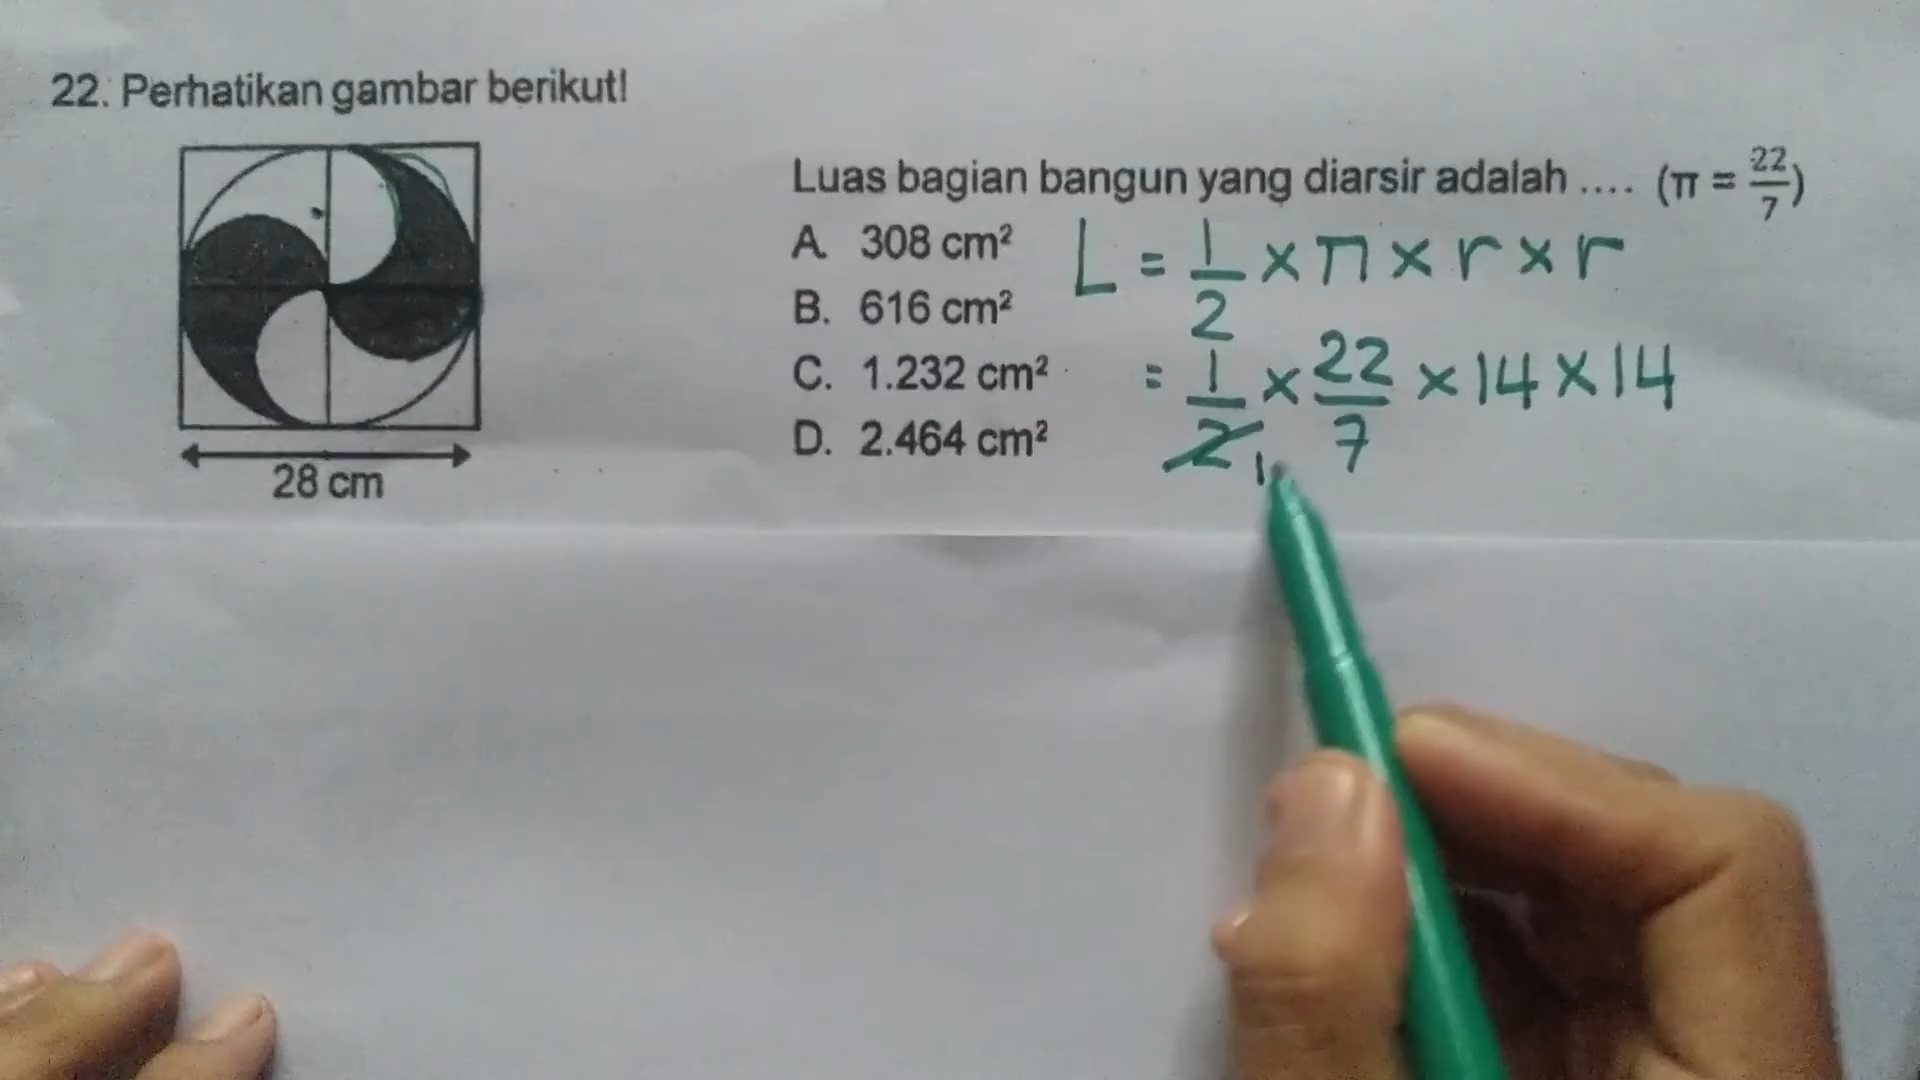 22. Perhatikan gambar berikut!
28 cm
Luas bagian bangun yang diarsir adalah .... (π = 22/7)
A. 308 cm²
B. 616 cm²
C. 1.232 cm²
D. 2.464 cm²
L = 1/2 × π × r × r
= 1/2 × 22/7 × 14 × 14
1